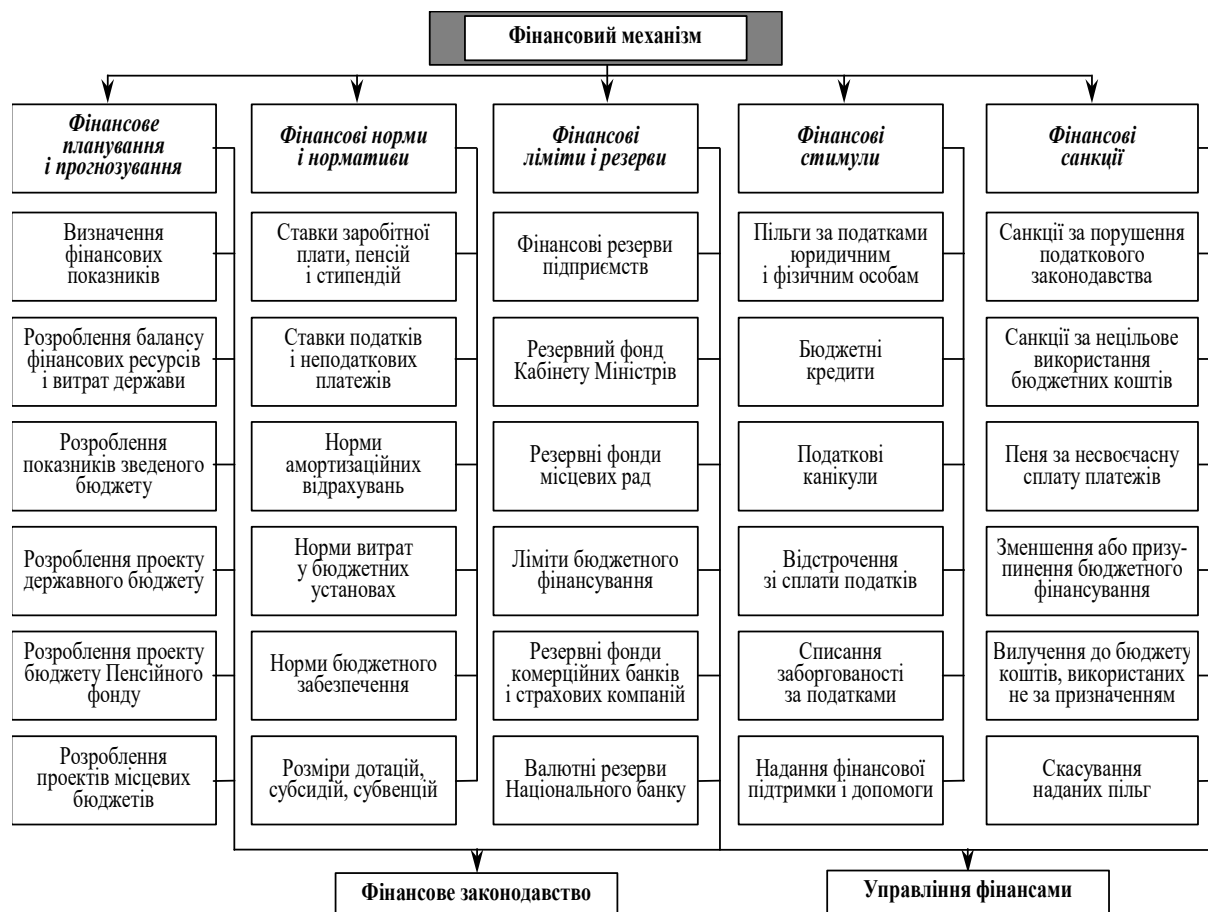 Фінансовий механізм
Фінансове
планування
і прогнозування
Фінансові норми
і нормативи
Фінансові
ліміти і резерви
Фінансові
стимули
Фінансові
санкції
Визначення
фінансових
показників
Ставки заробітної
плати, пенсій
і стипендій
Фінансові резерви
підприємств
Пільги за податками
юридичним
і фізичним особам
Санкції за порушення
податкового
законодавства
Розроблення балансу
фінансових ресурсів
і витрат держави
Ставки податків
і неподаткових
платежів
Резервний фонд
Кабінету Міністрів
Бюджетні
кредити
Санкції за нецільове
використання
бюджетних коштів
Розроблення
показників зведеного
бюджету
Норми
амортизаційних
відрахувань
Резервні фонди
місцевих рад
Податкові
канікули
Пеня за несвоєчасну
сплату платежів
Розроблення проекту
державного бюджету
Норми витрат
у бюджетних
установах
Ліміти бюджетного
фінансування
Відстрочення
зі сплати податків
Зменшення або призу-
пинення бюджетного
фінансування
Розроблення проекту
бюджету Пенсійного
фонду
Норми бюджетного
забезпечення
Резервні фонди
комерційних банків
і страхових компаній
Списання
заборгованості
за податками
Вилучення до бюджету
коштів, використаних
не за призначенням
Розроблення
проектів місцевих
бюджетів
Розміри дотацій,
субсидій, субвенцій
Валютні резерви
Національного банку
Надання фінансової
підтримки і допомоги
Скасування
наданих пільг
Фінансове законодавство
Управління фінансами